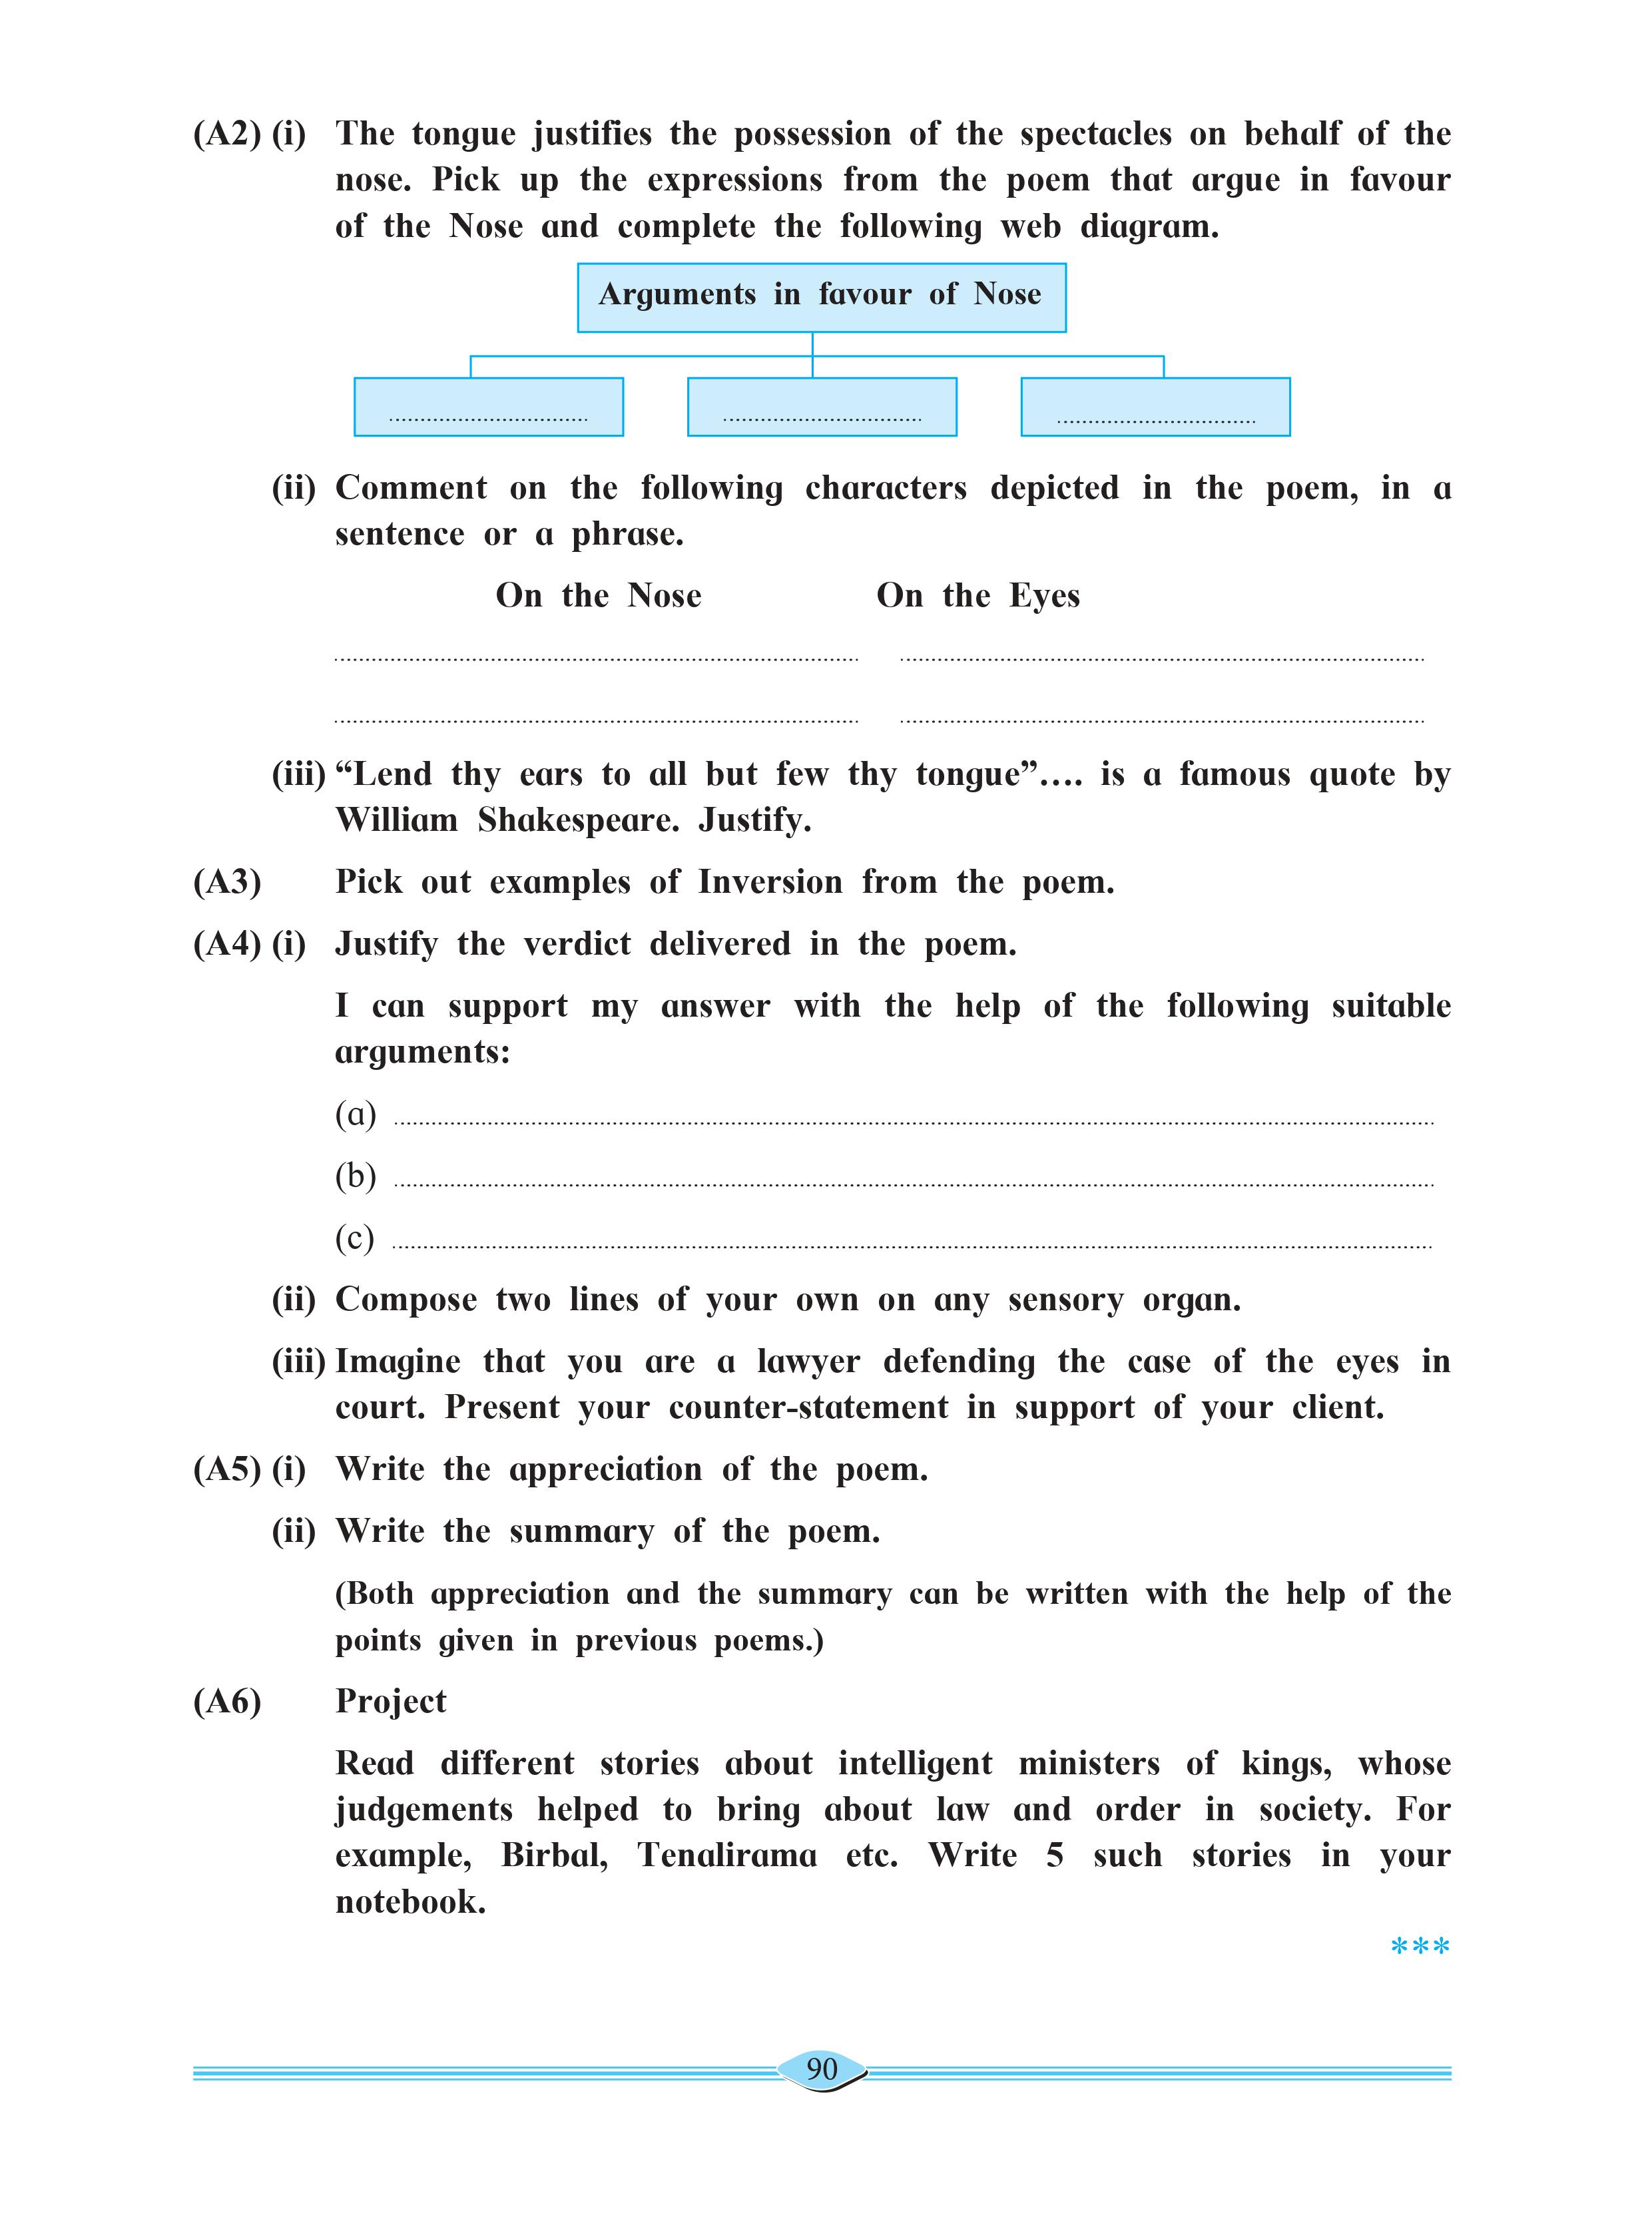 (A2) (i) The tongue justifies the possession of the spectacles on behalf of the
nose. Pick up the expressions from the poem that argue in favour
of the Nose and complete the following web diagram.
Arguments in favour of Nose
................................. ................................. .................................
(ii) Comment on the following characters depicted in the poem, in a
sentence or a phrase.
On the Nose On the Eyes
(iii) “Lend thy ears to all but few thy tongue”.... is a famous quote by
William Shakespeare. Justify.
(A3) Pick out examples of Inversion from the poem.
(A4) (i) Justify the verdict delivered in the poem.
I can support my answer with the help of the following suitable
arguments:
(a)
(b)
(c)
(ii) Compose two lines of your own on any sensory organ.
(iii) Imagine that you are a lawyer defending the case of the eyes in
court. Present your counter-statement in support of your client.
(A5) (i) Write the appreciation of the poem.
(ii) Write the summary of the poem.
(Both appreciation and the summary can be written with the help of the
points given in previous poems.)
(A6) Project
Read different stories about intelligent ministers of kings, whose
judgements helped to bring about law and order in society. For
example, Birbal, Tenalirama etc. Write 5 such stories in your
notebook.
***
90